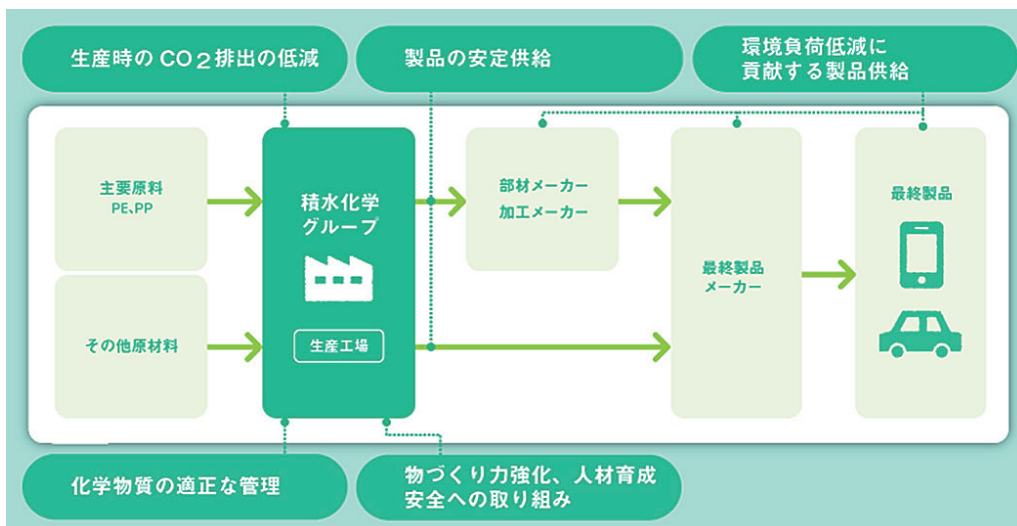 生産時のCO2排出の低減
製品の安定供給
環境負荷低減に
貢献する製品供給
主要原料
PE、PP
その他原材料
積水化学
グループ
生産工場
部材メーカー
加工メーカー
最終製品
メーカー
最終製品
化学物質の適正な管理
物づくり力強化、人材育成
安全への取り組み